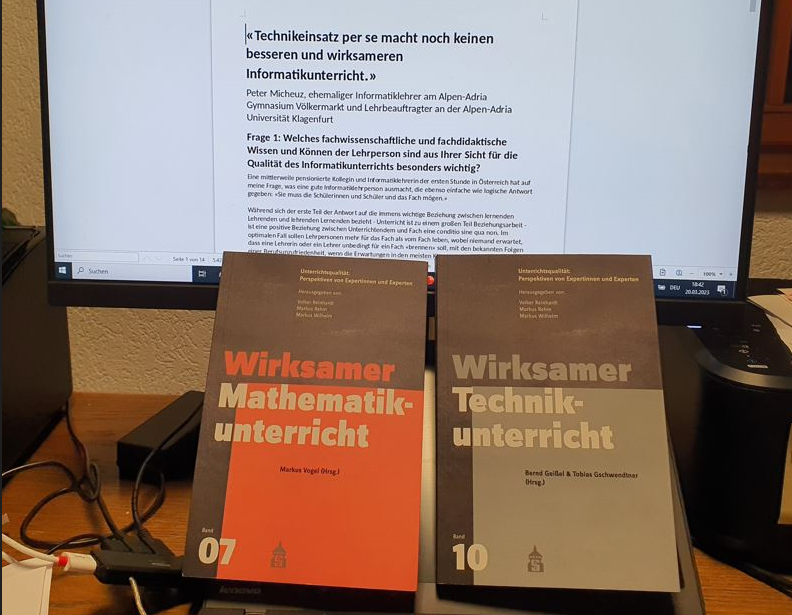 «Technikeinsatz per se macht noch keinen
besseren und wirksameren
Informatikunterricht.»
Peter Micheuz, ehemaliger Informatiklehrer am Alpen-Adria
Gymnasium Völkermarkt und Lehrbeauftragter an der Alpen-Adria
Universität Klagenfurt
Frage 1: Welches fachwissenschaftliche und fachdidaktische
Wissen und Können der Lehrperson sind aus Ihrer Sicht für die
Qualität des Informatikunterrichts besonders wichtig?
Eine mittlerweile pensionierte Kollegin und Informatiklehrerin der ersten Stunde in Österreich hat auf
meine Frage, was eine gute Informatiklehrperson ausmacht, die ebenso einfache wie logische Antwort
gegeben: «Sie muss die Schülerinnen und Schüler und das Fach mögen.»
Während sich der erste Teil der Antwort auf die immens wichtige Beziehung zwischen lernenden
Lehrenden und lehrenden Lernenden bezieht - Unterricht ist zu einem großen Teil Beziehungsarbeit -
ist eine positive Beziehung zwischen Unterrichtendem und Fach eine conditio sine qua non. Im
optimalen Fall sollen Lehrpersonen mehr für das Fach als vom Fach leben, wobei niemand erwartet,
dass eine Lehrerin oder ein Lehrer unbedingt für ein Fach «brennen» soll, mit den bekannten Folgen
einer Berufsunzufriedenheit, wenn die Erwartungen in den meisten
Suchen
Seite 1 von 14
100%
Suchen
DEU
18:42
20.03.2023
Unterrichtsqualität:
Perspektiven von Expertinnen und Experten
Herausgegeben von:
Volker Reinhardt
Markus Rehm
Markus Wilhelm
Wirksamer
Mathematik-
unterricht
Markus Vogel (Hrsg.)
Band
07
Unterrichtsqualität:
Perspektiven von Expertinnen und Experten
Herausgegeben von:
Volker Reinhardt
Markus Rehm
Markus Wilhelm
Wirksamer
Technik-
unterricht
Bernd Geißel & Tobias Gschwendtner
(Hrsg.)
Band
10
S
lenovo